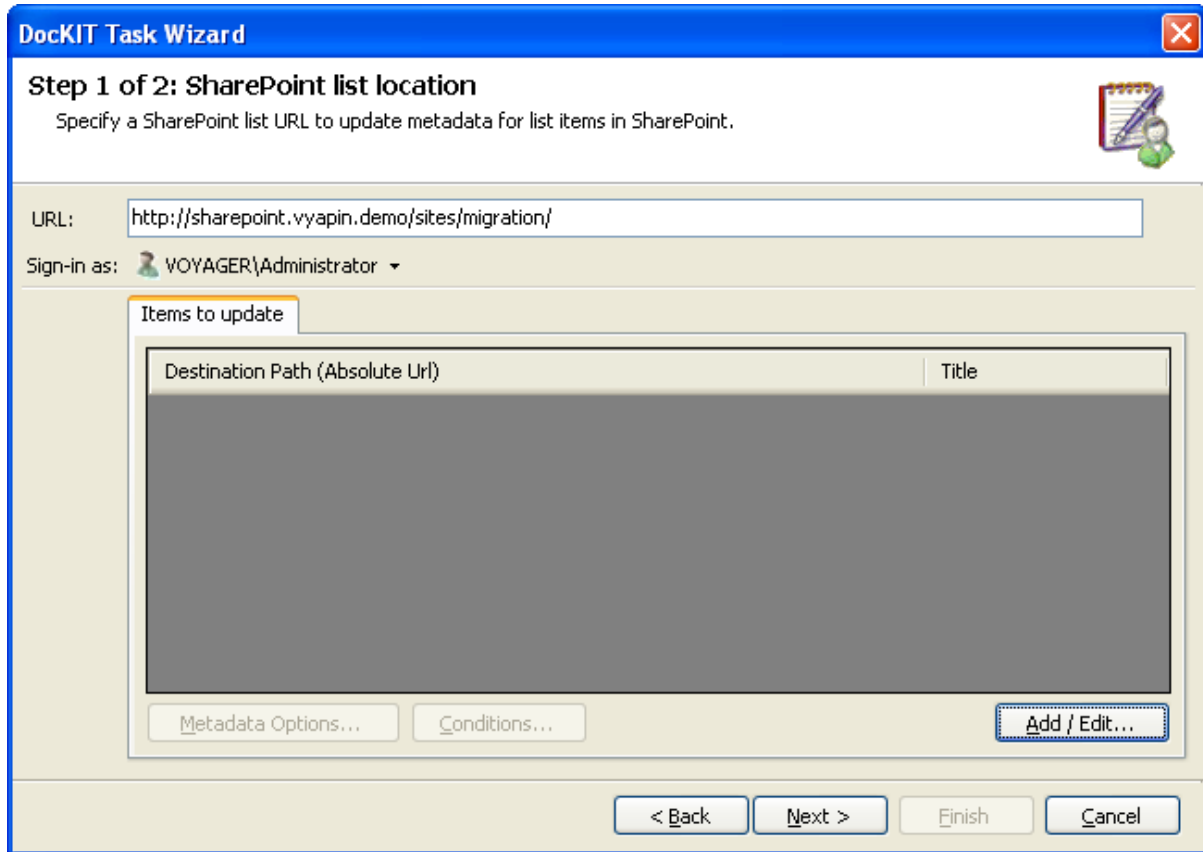 DocKIT Task Wizard
Step 1 of 2: SharePoint list location
Specify a SharePoint list URL to update metadata for list items in SharePoint.
URL: http://sharepoint.vyapin.demo/sites/migration/
Sign-in as: VOYAGER\Administrator
Items to update
Destination Path (Absolute Url) Title
Metadata Options... Conditions... Add / Edit...
< Back Next > Finish Cancel